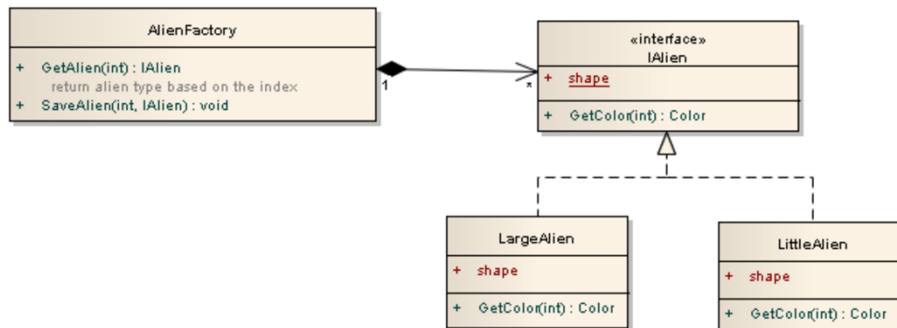 AlienFactory
+ GetAlien(int) : IAlien
return alien type based on the index
+ SaveAlien(int, IAlien) : void
1
*
«interface»
IAlien
+ shape
+ GetColor(int) : Color
LargeAlien
+ shape
+ GetColor(int) : Color
LittleAlien
+ shape
+ GetColor(int) : Color